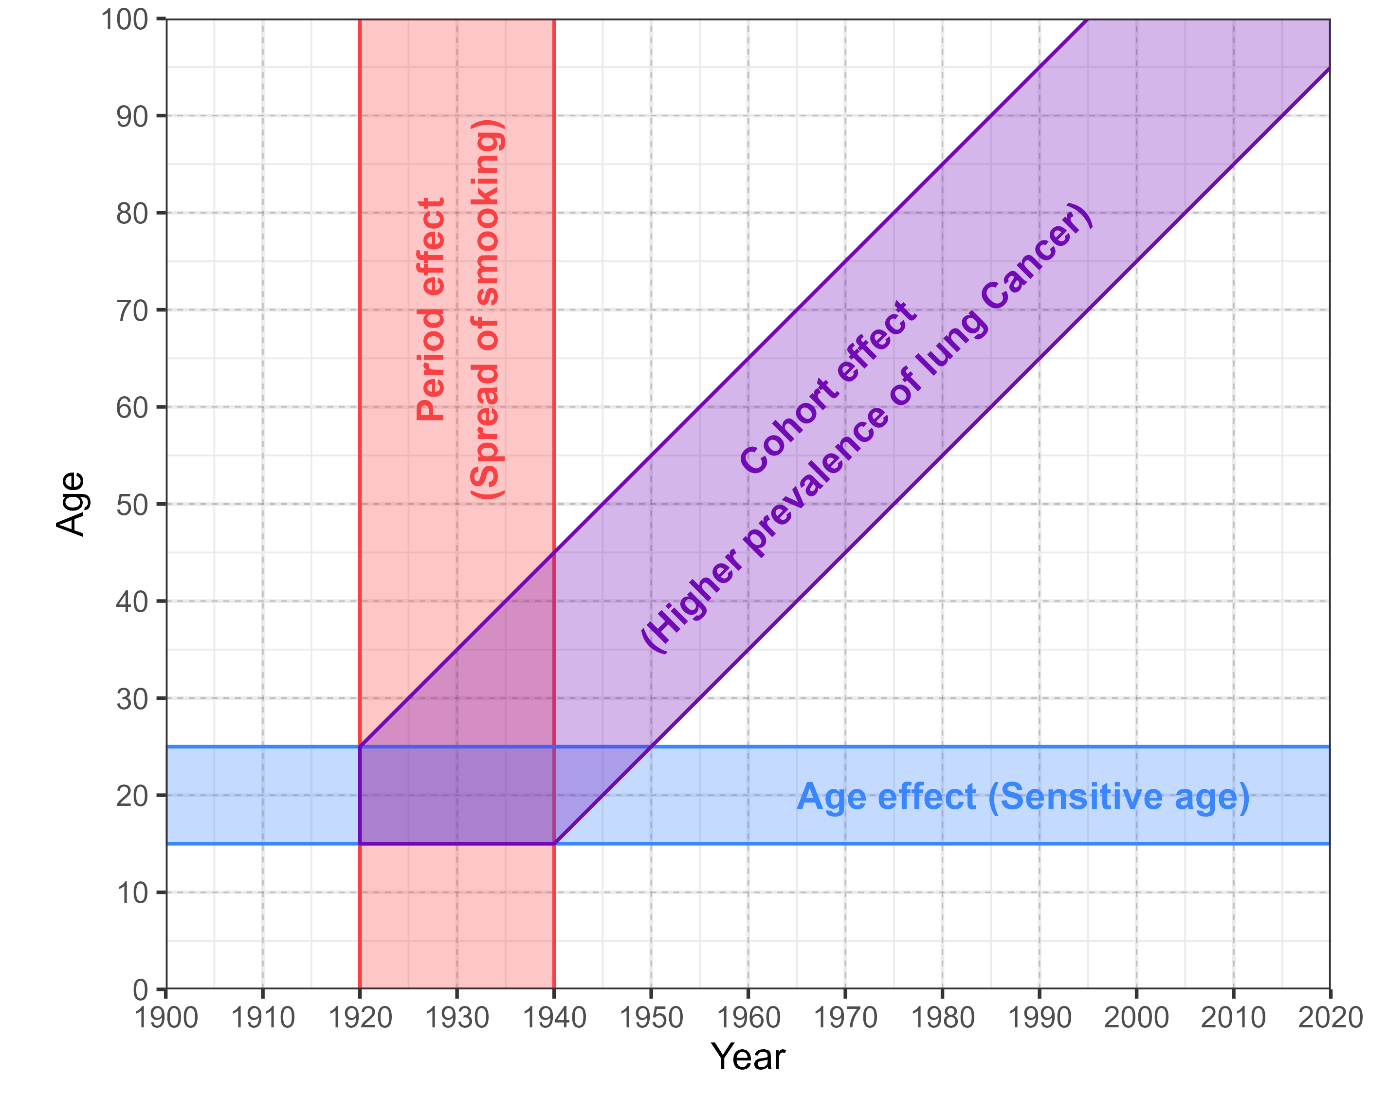 100
90
80
70
60
50
40
30
20
10
0
Age
Period effect
(Spread of smooking)
Cohort effect
(Higher prevalence of lung Cancer)
Age effect (Sensitive age)
1900 1910 1920 1930 1940 1950 1960 1970 1980 1990 2000 2010 2020
Year